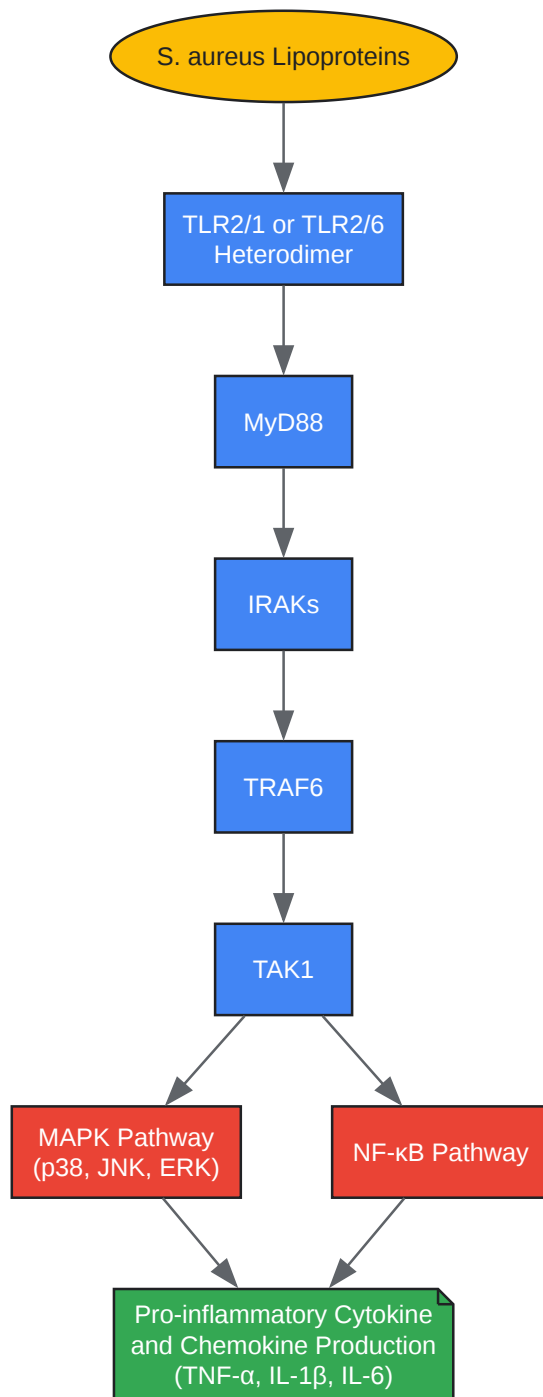 S. aureus Lipoproteins
TLR2/1 or TLR2/6
Heterodimer
MyD88
IRAKs
TRAF6
TAK1
MAPK Pathway
(p38, JNK, ERK)
NF-κB Pathway
Pro-inflammatory Cytokine
and Chemokine Production
(TNF-α, IL-1β, IL-6)